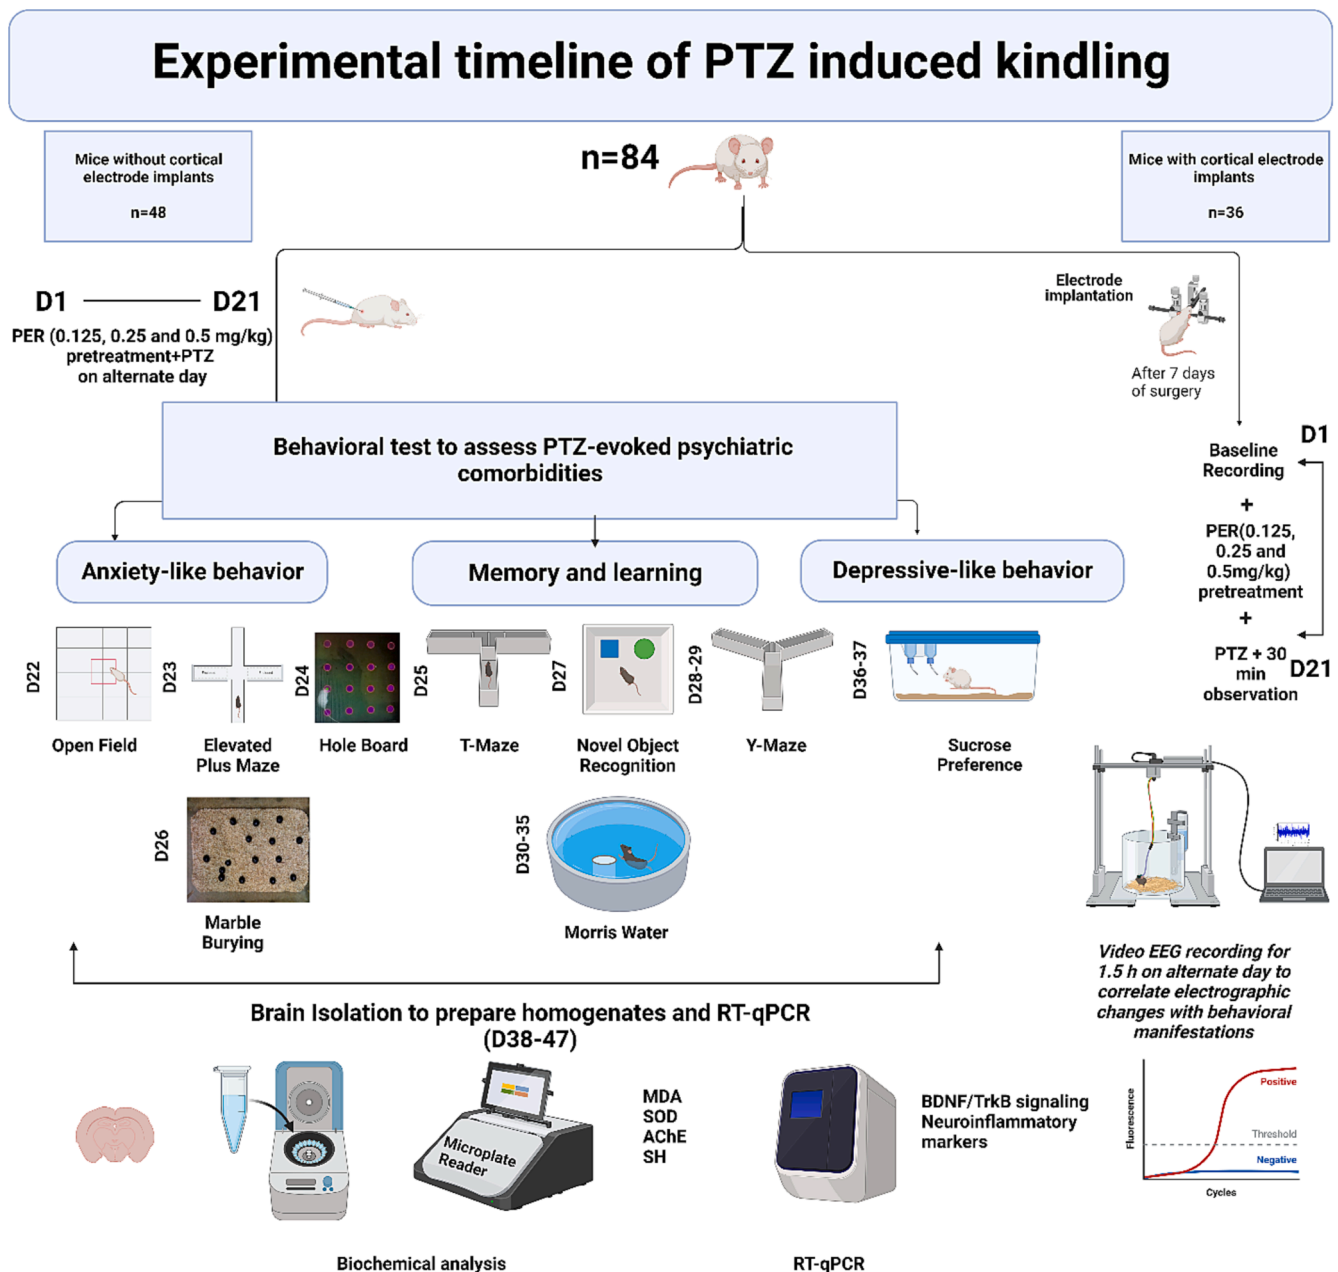 Experimental timeline of PTZ induced kindling
Mice without cortical
electrode implants
n=48
n=84
Mice with cortical electrode
implants
n=36
D1
D21
PER (0.125, 0.25 and 0.5 mg/kg)
pretreatment+PTZ
on alternate day
Electrode
implantation
After 7 days
of surgery
Behavioral test to assess PTZ-evoked psychiatric
comorbidities
D1
Baseline
Recording
+
PER(0.125,
0.25 and
0.5mg/kg)
pretreatment
+
PTZ + 30
min
observation
D21
Anxiety-like behavior
Memory and learning
Depressive-like behavior
D22
Open Field
D23
Elevated
Plus Maze
D24
Hole Board
D25
T-Maze
D27
Novel Object
Recognition
D28-29
Y-Maze
D36-37
Sucrose
Preference
D26
Marble
Burying
D30-35
Morris Water
Video EEG recording for
1.5 h on alternate day to
correlate electrographic
changes with behavioral
manifestations
Brain Isolation to prepare homogenates and RT-qPCR
(D38-47)
Microplate
Reader
MDA
SOD
AChE
SH
BDNF/TrkB signaling
Neuroinflammatory
markers
Fluorescence
Positive
Threshold
Negative
Cycles
Biochemical analysis
RT-qPCR